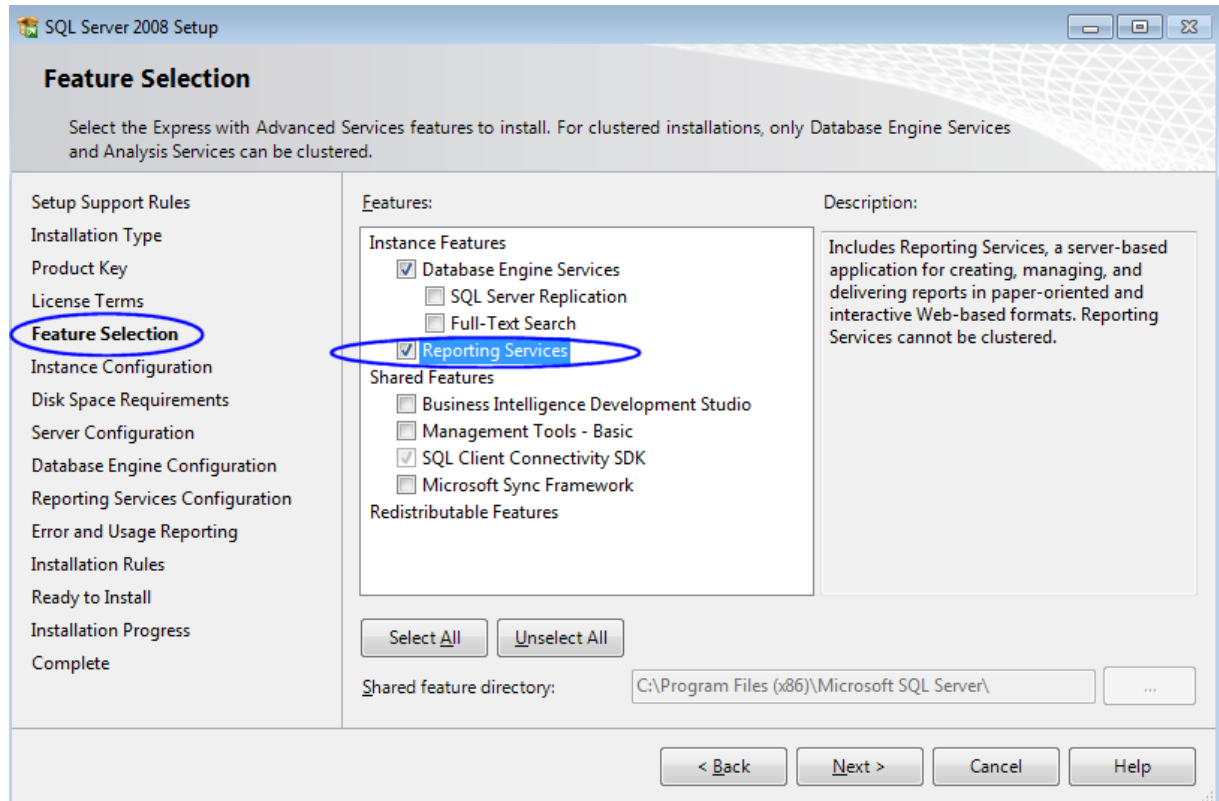 SQL Server 2008 Setup
Feature Selection
Select the Express with Advanced Services features to install. For clustered installations, only Database Engine Services
and Analysis Services can be clustered.
Setup Support Rules
Installation Type
Product Key
License Terms
Feature Selection
Instance Configuration
Disk Space Requirements
Server Configuration
Database Engine Configuration
Reporting Services Configuration
Error and Usage Reporting
Installation Rules
Ready to Install
Installation Progress
Complete
Features:
Instance Features
Database Engine Services
SQL Server Replication
Full-Text Search
Reporting Services
Shared Features
Business Intelligence Development Studio
Management Tools - Basic
SQL Client Connectivity SDK
Microsoft Sync Framework
Redistributable Features
Description:
Includes Reporting Services, a server-based
application for creating, managing, and
delivering reports in paper-oriented and
interactive Web-based formats. Reporting
Services cannot be clustered.
Select All
Unselect All
Shared feature directory:
C:\Program Files (x86)\Microsoft SQL Server\
...
< Back
Next >
Cancel
Help